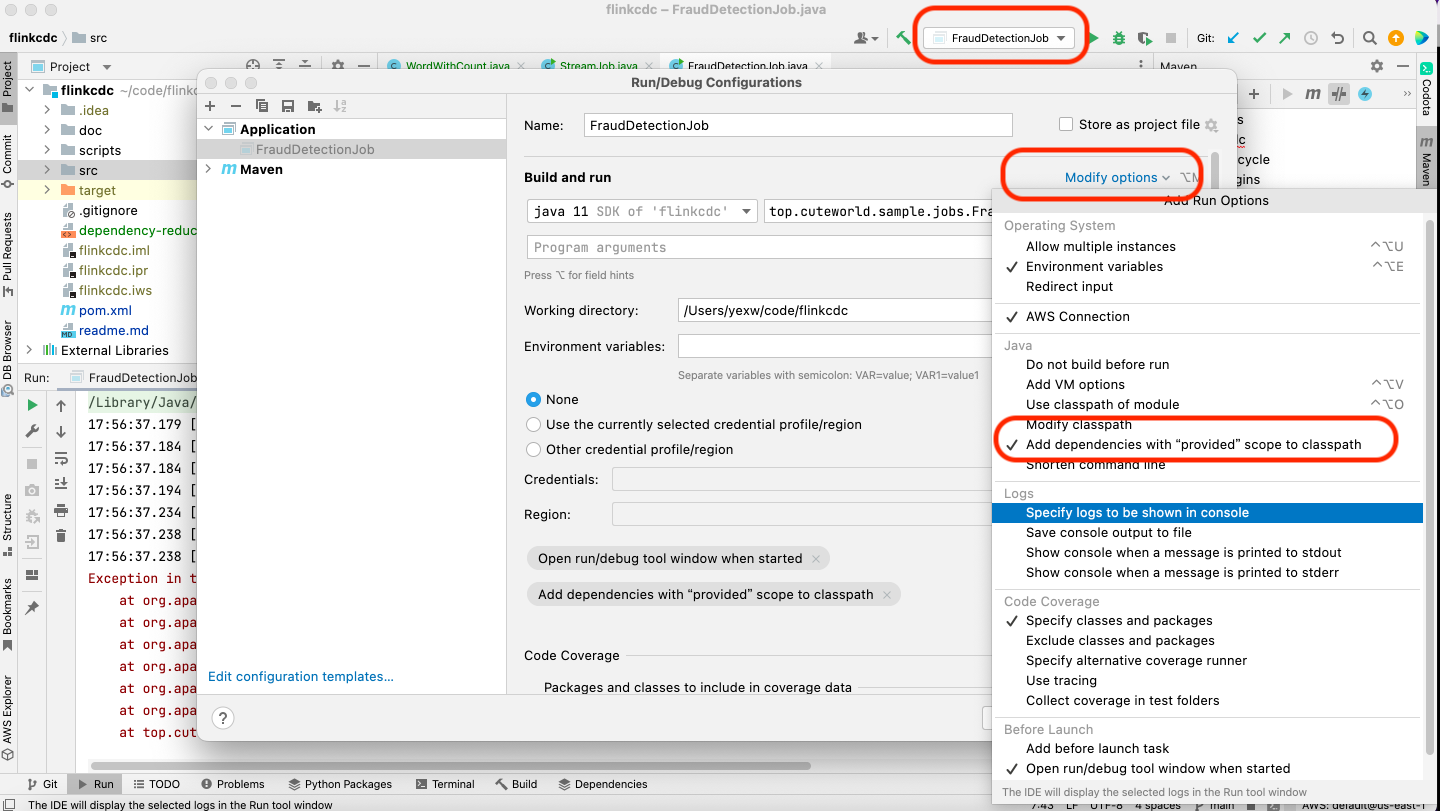 flinkcdc – FraudDetectionJob.java
flinkcdc
src
FraudDetectionJob
Git:
Project
WordWithCount.java
StreamJob.java
FraudDetectionJob.java
Maven
flinkcdc ~/code/flinkc
.idea
doc
scripts
src
target
.gitignore
dependency-reduc
flinkcdc.iml
flinkcdc.ipr
flinkcdc.iws
pom.xml
readme.md
External Libraries
Run:
FraudDetectionJob
/Library/Java/
17:56:37.179 [
17:56:37.184 [
17:56:37.184 [
17:56:37.194 [
17:56:37.234 [
17:56:37.238 [
17:56:37.238 [
Exception in t
at org.apa
at org.apa
at org.apa
at org.apa
at org.apa
at org.apa
at top.cut
Project
Commit
Pull Requests
DB Browser
Structure
Bookmarks
AWS Explorer
Run/Debug Configurations
Application
FraudDetectionJob
Maven
Edit configuration templates...
?
Name:
FraudDetectionJob
Store as project file
Build and run
Modify options
⌥M
java 11 SDK of 'flinkcdc'
top.cuteworld.sample.jobs.Fra
Program arguments
Press ⌥ for field hints
Working directory:
/Users/yexw/code/flinkcdc
Environment variables:
Separate variables with semicolon: VAR=value; VAR1=value1
None
Use the currently selected credential profile/region
Other credential profile/region
Credentials:
Region:
Open run/debug tool window when started
Add dependencies with “provided” scope to classpath
Code Coverage
Packages and classes to include in coverage data
m
s
c
cycle
gins
Codota
Maven
Add Run Options
Operating System
Allow multiple instances ^⌥U
Environment variables ^⌥E
Redirect input
AWS Connection
Java
Do not build before run
Add VM options ^⌥V
Use classpath of module ^⌥O
Modify classpath
Add dependencies with “provided” scope to classpath
Shorten command line
Logs
Specify logs to be shown in console
Save console output to file
Show console when a message is printed to stdout
Show console when a message is printed to stderr
Code Coverage
Specify classes and packages
Exclude classes and packages
Specify alternative coverage runner
Use tracing
Collect coverage in test folders
Before Launch
Add before launch task
Open run/debug tool window when started
The IDE will display the selected logs in the Run tool window
Git
Run
TODO
Problems
Python Packages
Terminal
Build
Dependencies
The IDE will display the selected logs in the Run tool window
7:43 LF UTF-8 4 spaces main AWS: default@us-east-1